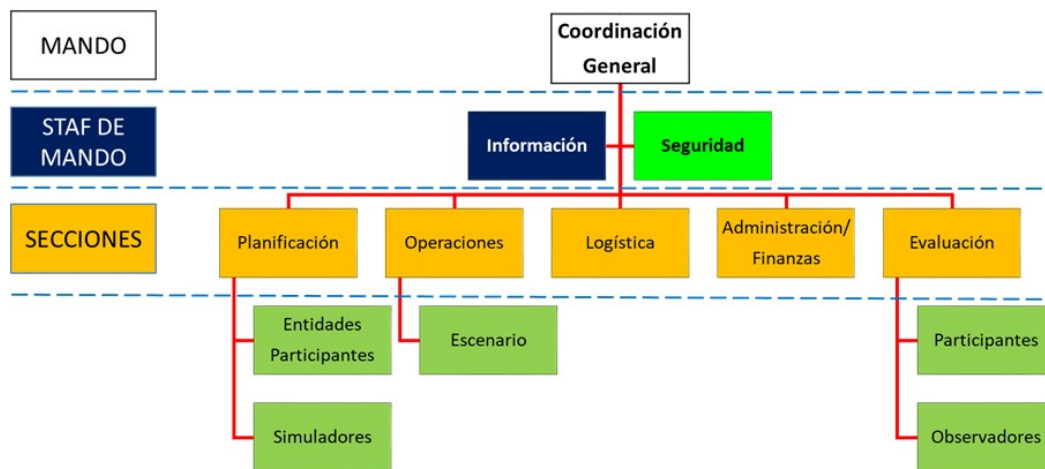 MANDO
Coordinación
General
STAF DE
MANDO
Información
Seguridad
SECCIONES
Planificación
Operaciones
Logística
Administración/
Finanzas
Evaluación
Entidades
Participantes
Escenario
Participantes
Simuladores
Observadores